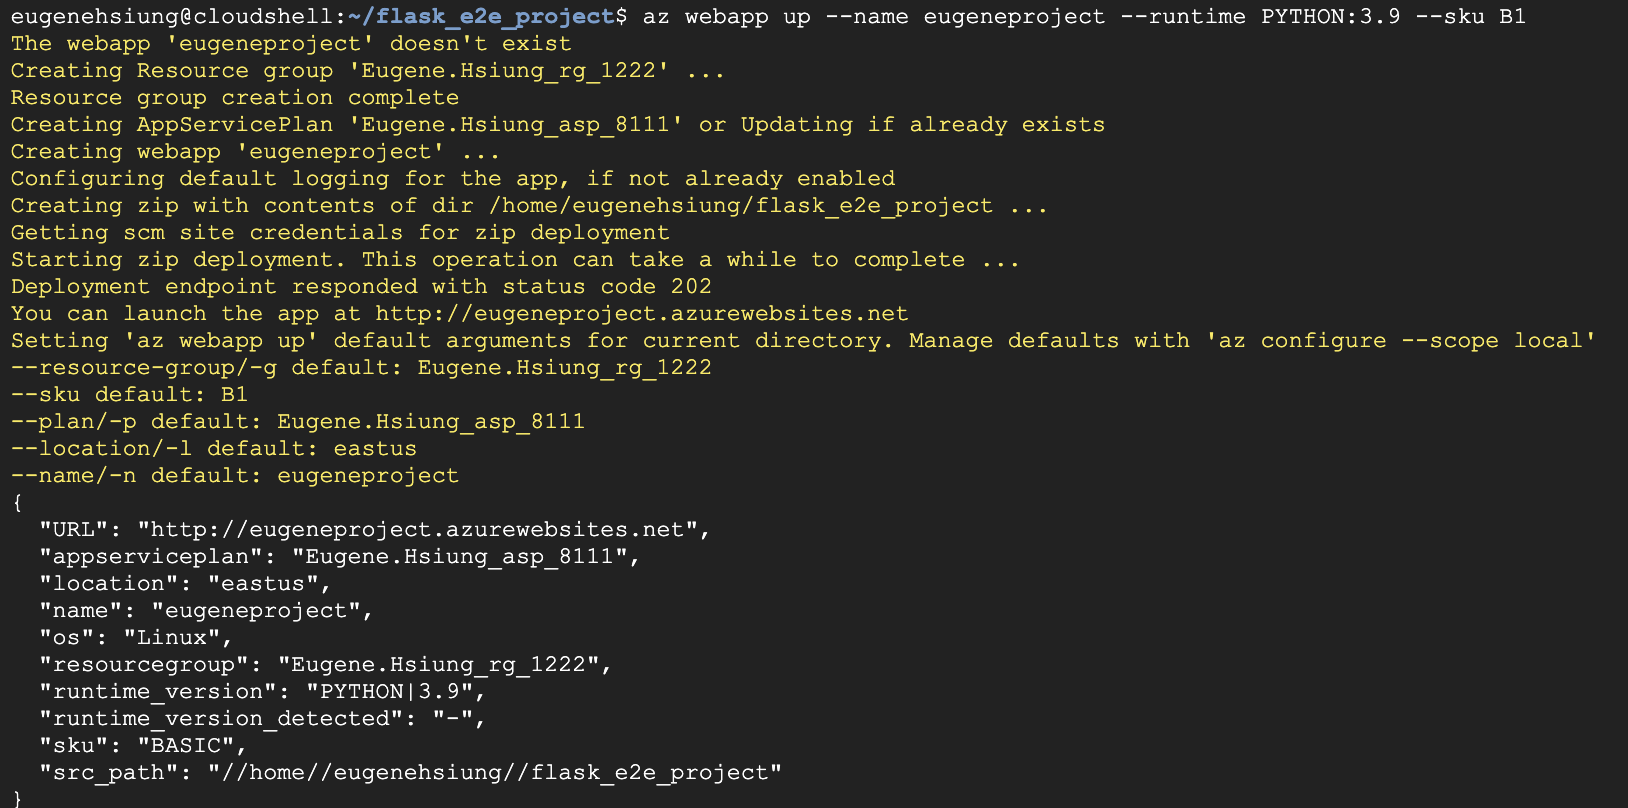 eugenehsiung@cloudshell:~/flask_e2e_project$ az webapp up --name eugeneproject --runtime PYTHON:3.9 --sku B1
The webapp 'eugeneproject' doesn't exist
Creating Resource group 'Eugene.Hsiung_rg_1222' ...
Resource group creation complete
Creating AppServicePlan 'Eugene.Hsiung_asp_8111' or Updating if already exists
Creating webapp 'eugeneproject' ...
Configuring default logging for the app, if not already enabled
Creating zip with contents of dir /home/eugenehsiung/flask_e2e_project ...
Getting scm site credentials for zip deployment
Starting zip deployment. This operation can take a while to complete ...
Deployment endpoint responded with status code 202
You can launch the app at http://eugeneproject.azurewebsites.net
Setting 'az webapp up' default arguments for current directory. Manage defaults with 'az configure --scope local'
--resource-group/-g default: Eugene.Hsiung_rg_1222
--sku default: B1
--plan/-p default: Eugene.Hsiung_asp_8111
--location/-l default: eastus
--name/-n default: eugeneproject
{
  "URL": "http://eugeneproject.azurewebsites.net",
  "appserviceplan": "Eugene.Hsiung_asp_8111",
  "location": "eastus",
  "name": "eugeneproject",
  "os": "Linux",
  "resourcegroup": "Eugene.Hsiung_rg_1222",
  "runtime_version": "PYTHON|3.9",
  "runtime_version_detected": "-",
  "sku": "BASIC",
  "src_path": "//home//eugenehsiung//flask_e2e_project"
}